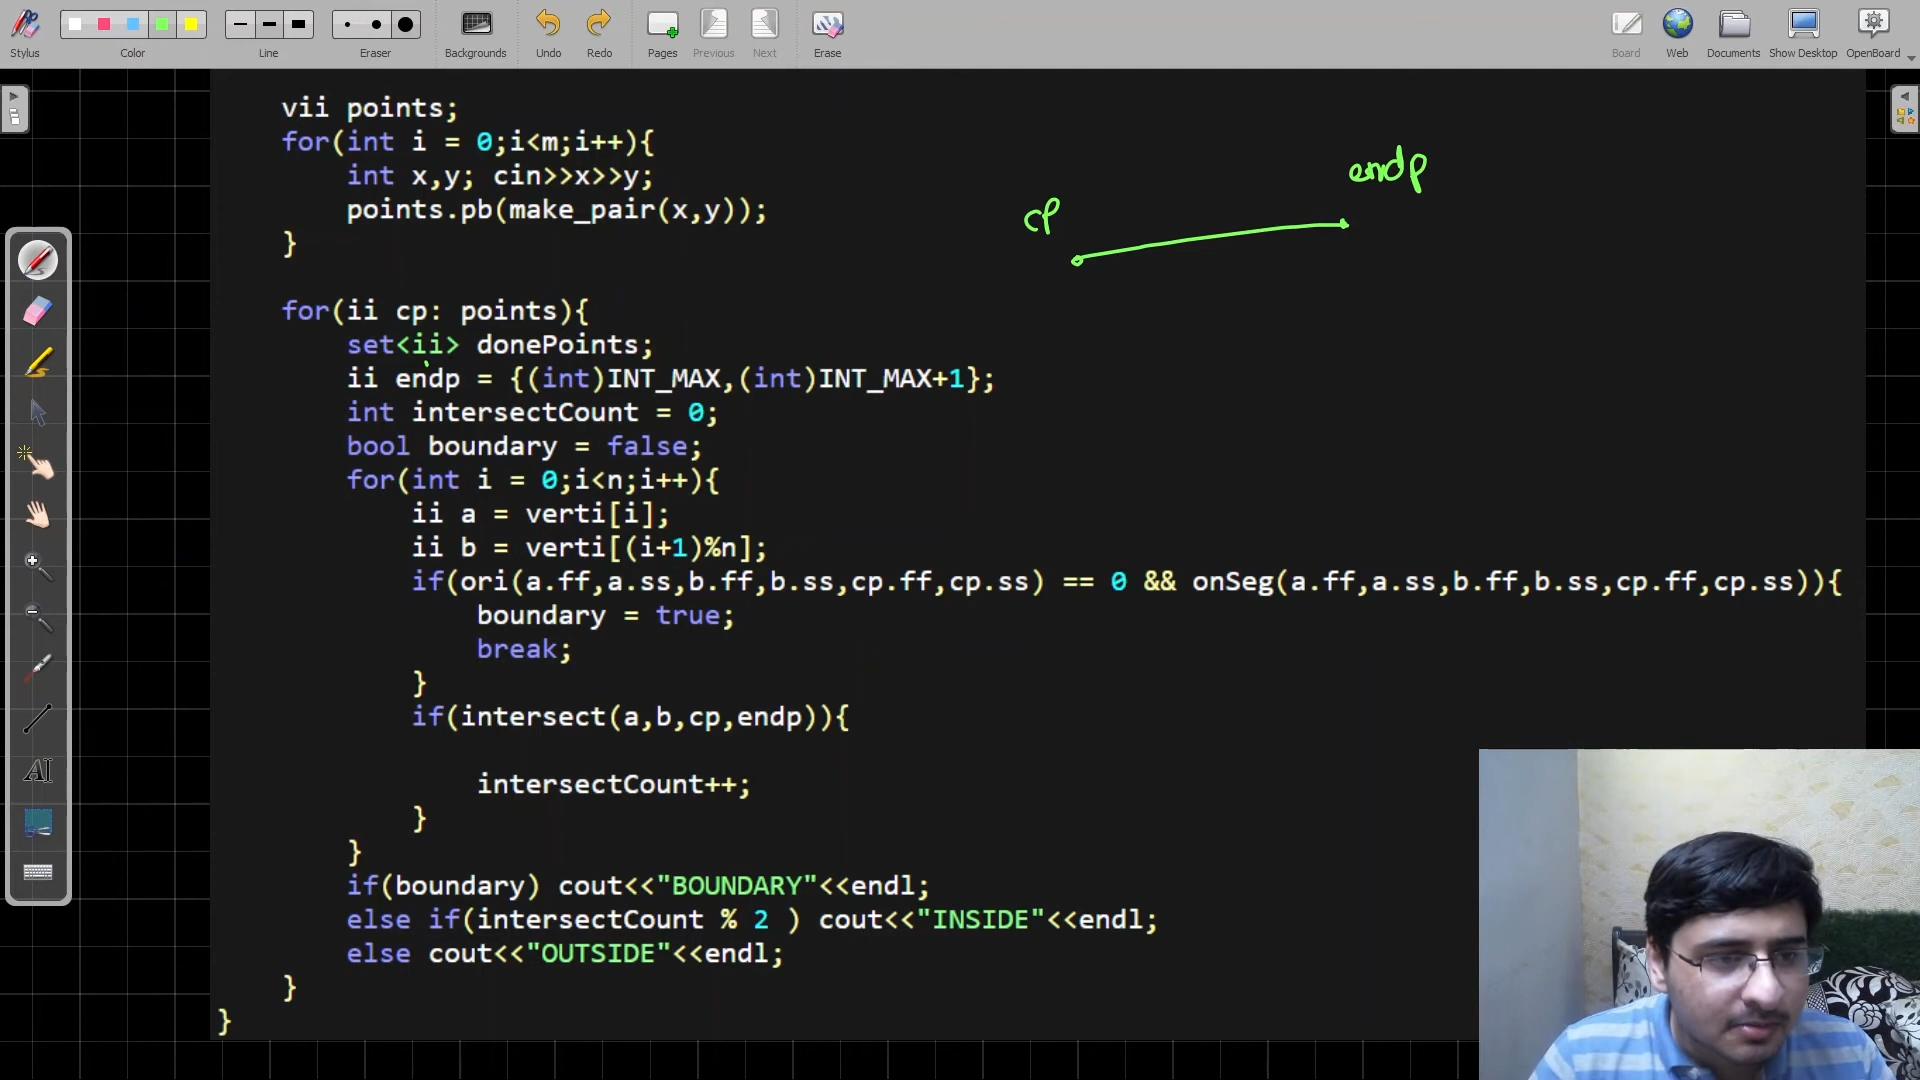 Stylus
Color
Line
Eraser
Backgrounds
Undo
Redo
Pages
Previous
Next
Erase
Board
Web
Documents
Show Desktop
OpenBoard
vii points;
for(int i = 0;i<m;i++){
int x,y; cin>>x>>y;
points.pb(make_pair(x,y));
}
cp
endp
for(ii cp: points){
set<ii> donePoints;
ii endp = {(int)INT_MAX,(int)INT_MAX+1};
int intersectCount = 0;
bool boundary = false;
for(int i = 0;i<n;i++){
ii a = verti[i];
ii b = verti[(i+1)%n];
if(ori(a.ff,a.ss,b.ff,b.ss,cp.ff,cp.ss) == 0 && onSeg(a.ff,a.ss,b.ff,b.ss,cp.ff,cp.ss)){
boundary = true;
break;
}
if(intersect(a,b,cp,endp)){
intersectCount++;
}
}
if(boundary) cout<<"BOUNDARY"<<endl;
else if(intersectCount % 2 ) cout<<"INSIDE"<<endl;
else cout<<"OUTSIDE"<<endl;
}
}
AI